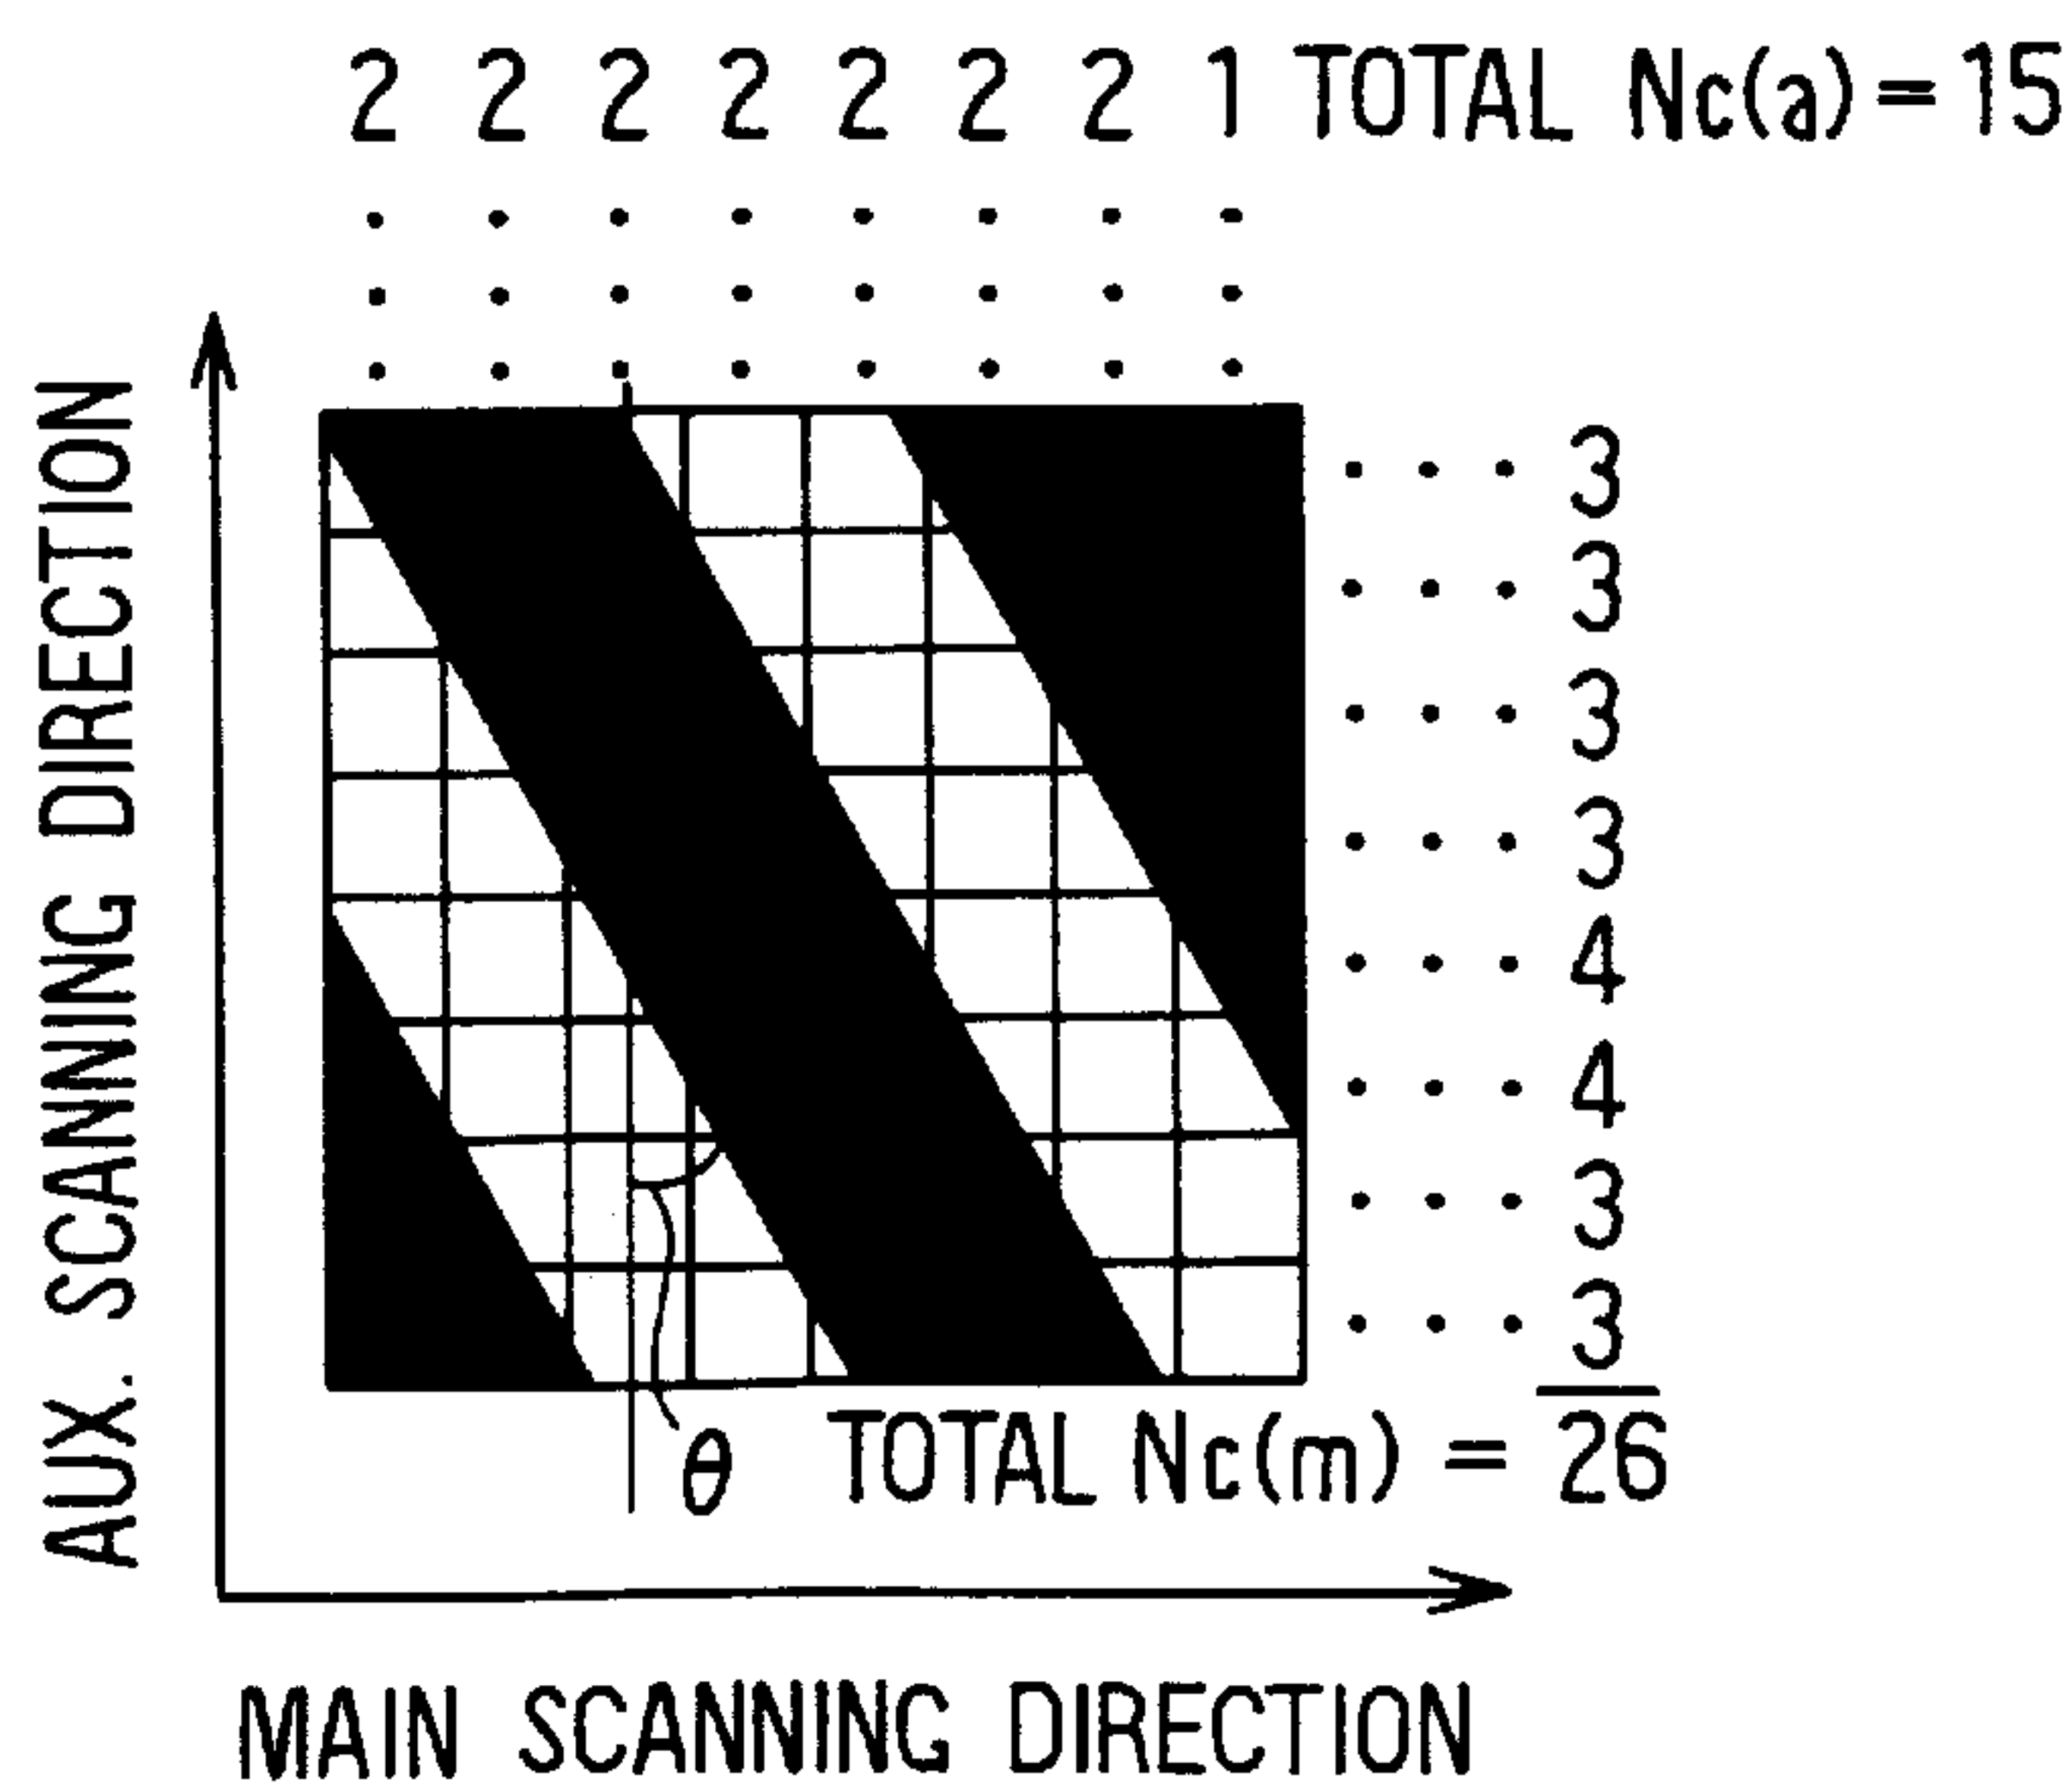 2 2 2 2 2 2 2 1 TOTAL Nc(a) = 15
AUX. SCANNING DIRECTION
3
3
3
3
4
4
3
3
θ TOTAL Nc(m) = 26
MAIN SCANNING DIRECTION